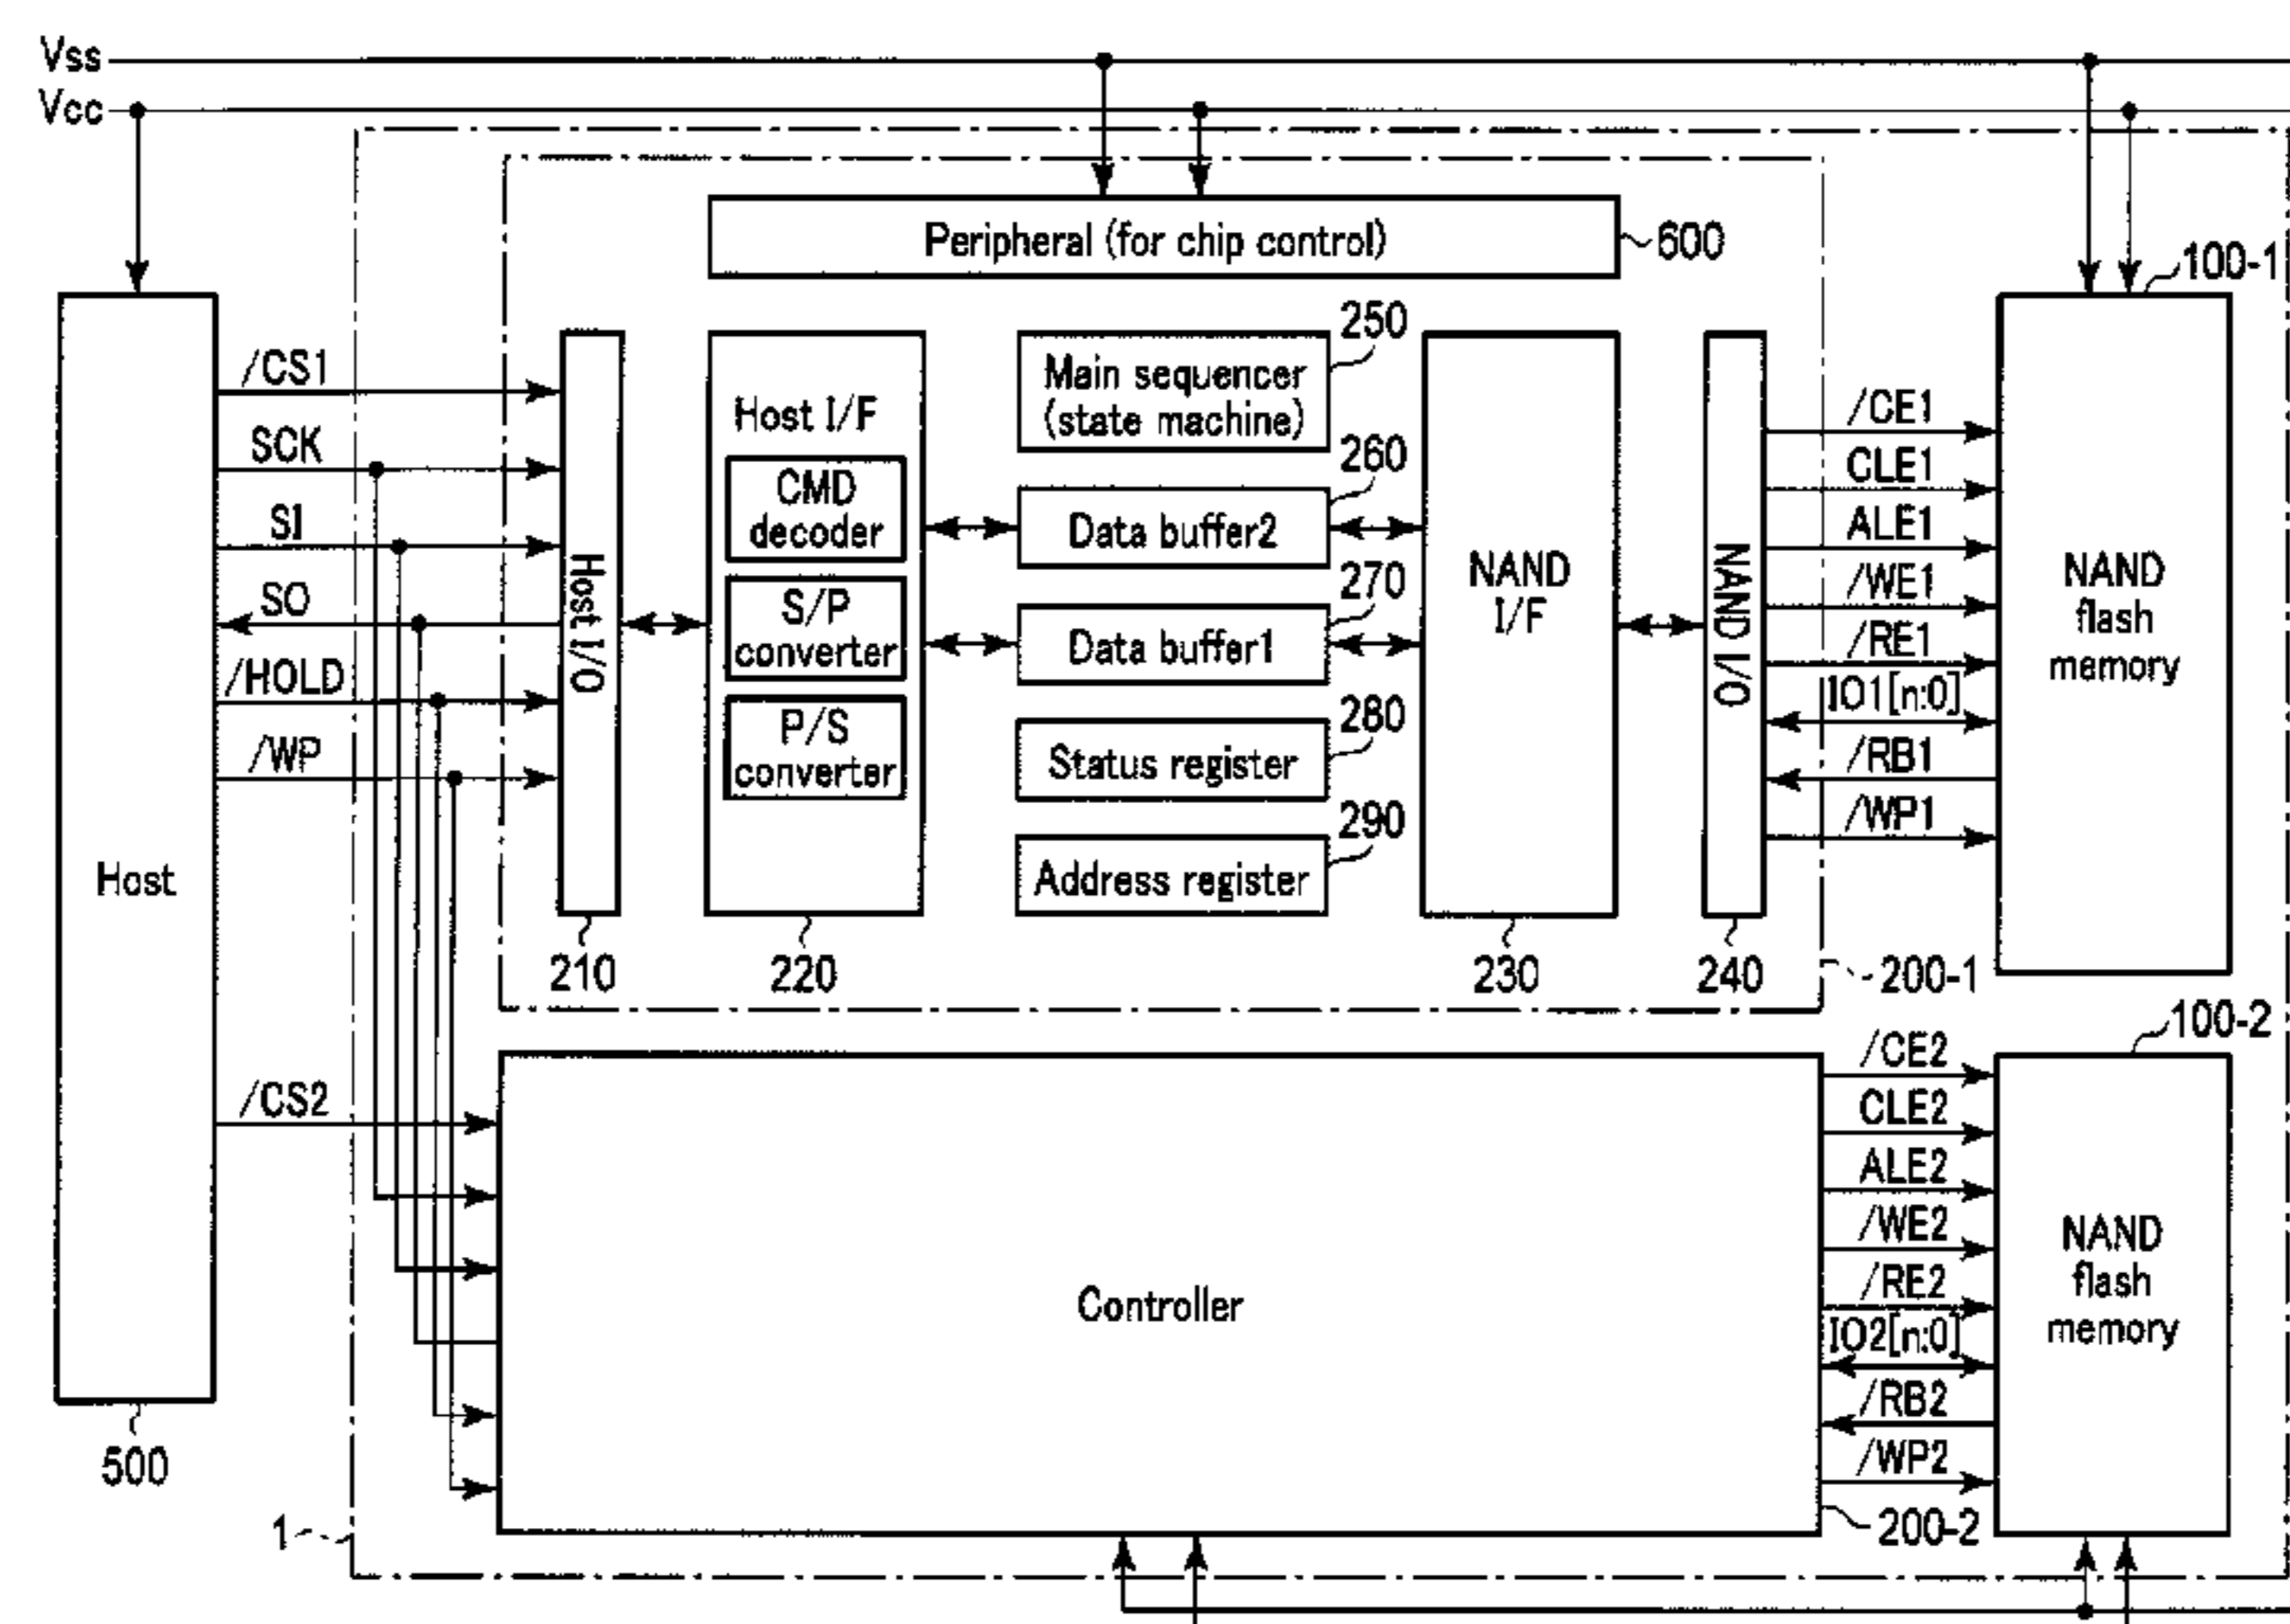 Vss
Vcc
Peripheral (for chip control)
600
100-1
/CS1
SCK
SI
SO
/HOLD
/WP
Host
500
/CS2
Host I/O
210
Host I/F
CMD
decoder
S/P
converter
P/S
converter
220
250
Main sequencer
(state machine)
260
Data buffer2
270
Data buffer1
280
Status register
290
Address register
NAND
I/F
230
NAND I/O
240
200-1
/CE1
CLE1
ALE1
/WE1
/RE1
IO1[n:0]
/RB1
/WP1
NAND
flash
memory
100-2
Controller
200-2
/CE2
CLE2
ALE2
/WE2
/RE2
IO2[n:0]
/RB2
/WP2
NAND
flash
memory
1